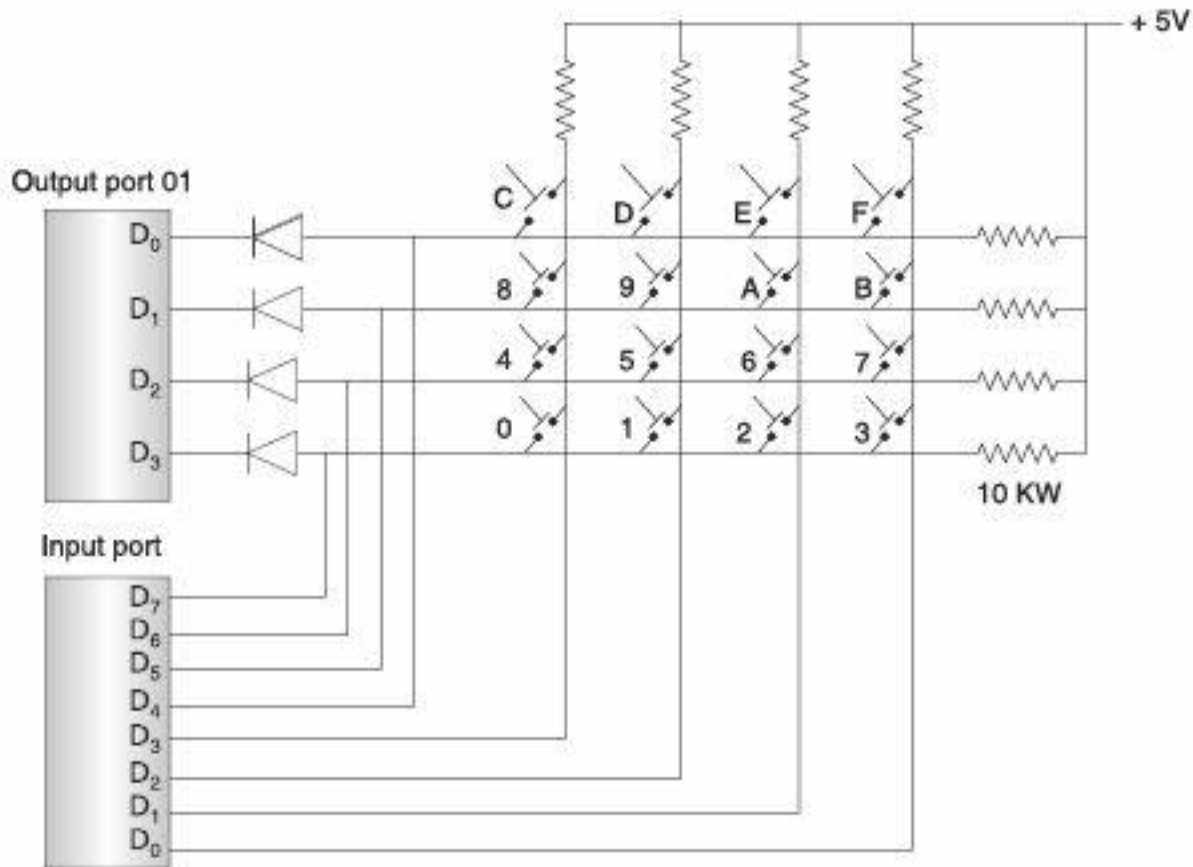 + 5V
Output port 01
C D E F
D₀
8 9 A B
D₁
4 5 6 7
D₂
0 1 2 3
D₃
10 KW
Input port
D₇
D₆
D₅
D₄
D₃
D₂
D₁
D₀